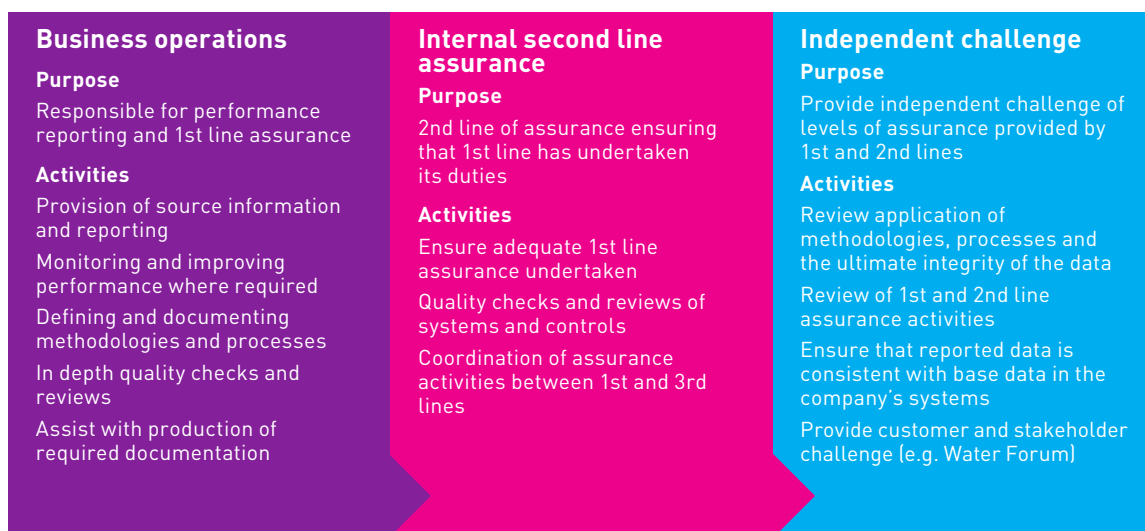 Business operations
Purpose
Responsible for performance
reporting and 1st line assurance
Activities
Provision of source information
and reporting
Monitoring and improving
performance where required
Defining and documenting
methodologies and processes
In depth quality checks and
reviews
Assist with production of
required documentation
Internal second line
assurance
Purpose
2nd line of assurance ensuring
that 1st line has undertaken
its duties
Activities
Ensure adequate 1st line
assurance undertaken
Quality checks and reviews of
systems and controls
Coordination of assurance
activities between 1st and 3rd
lines
Independent challenge
Purpose
Provide independent challenge of
levels of assurance provided by
1st and 2nd lines
Activities
Review application of
methodologies, processes and
the ultimate integrity of the data
Review of 1st and 2nd line
assurance activities
Ensure that reported data is
consistent with base data in the
company's systems
Provide customer and stakeholder
challenge (e.g. Water Forum)